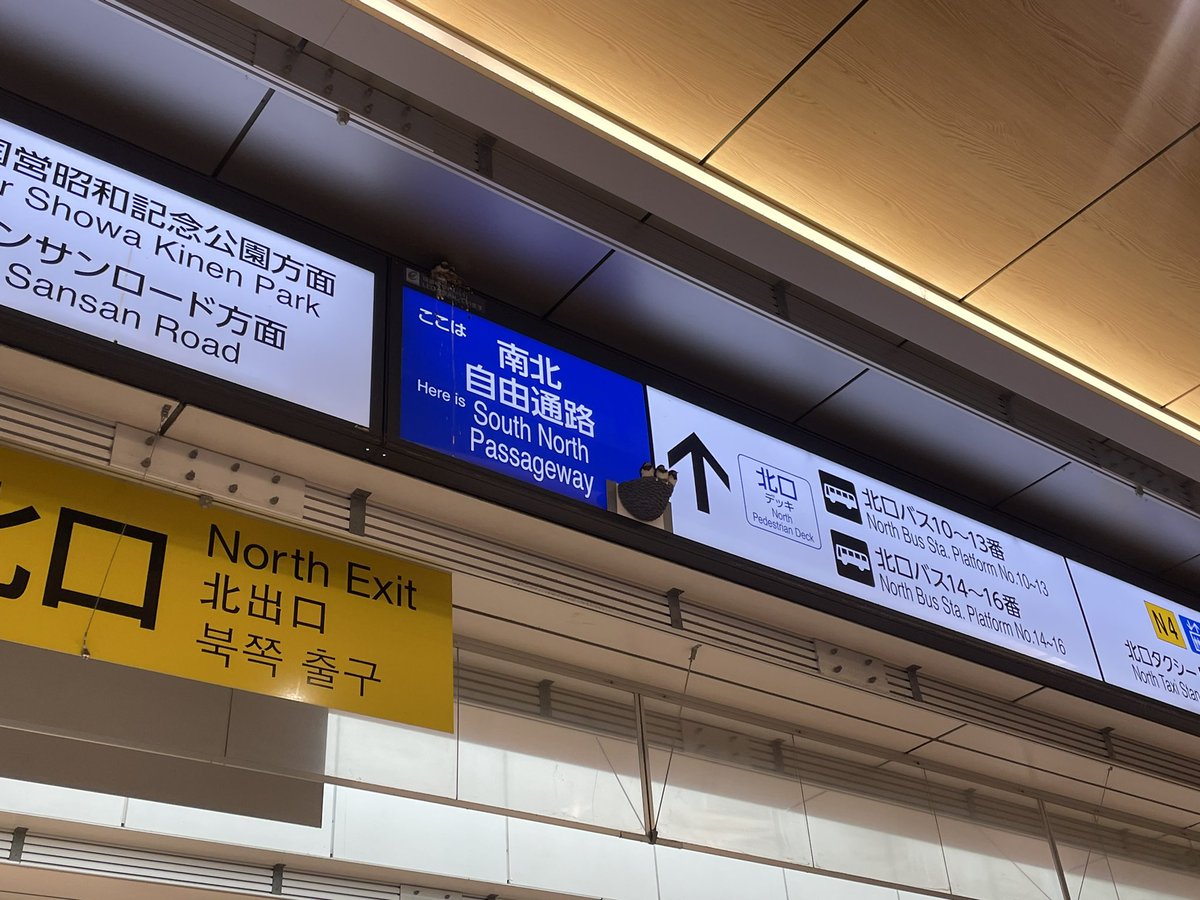 営昭和記念公園方面
Showa Kinen Park
ンサンロード方面
Sansan Road
ここは
南北
自由通路
Here is
South North
Passageway
北口
デッキ
North
Pedestrian Deck
北口バス10～13番
North Bus Sta. Platform No.10~13
北口バス14～16番
North Bus Sta. Platform No.14~16
N4
北口タクシー
North Taxi
北口
North Exit
北出口
북쪽 출구